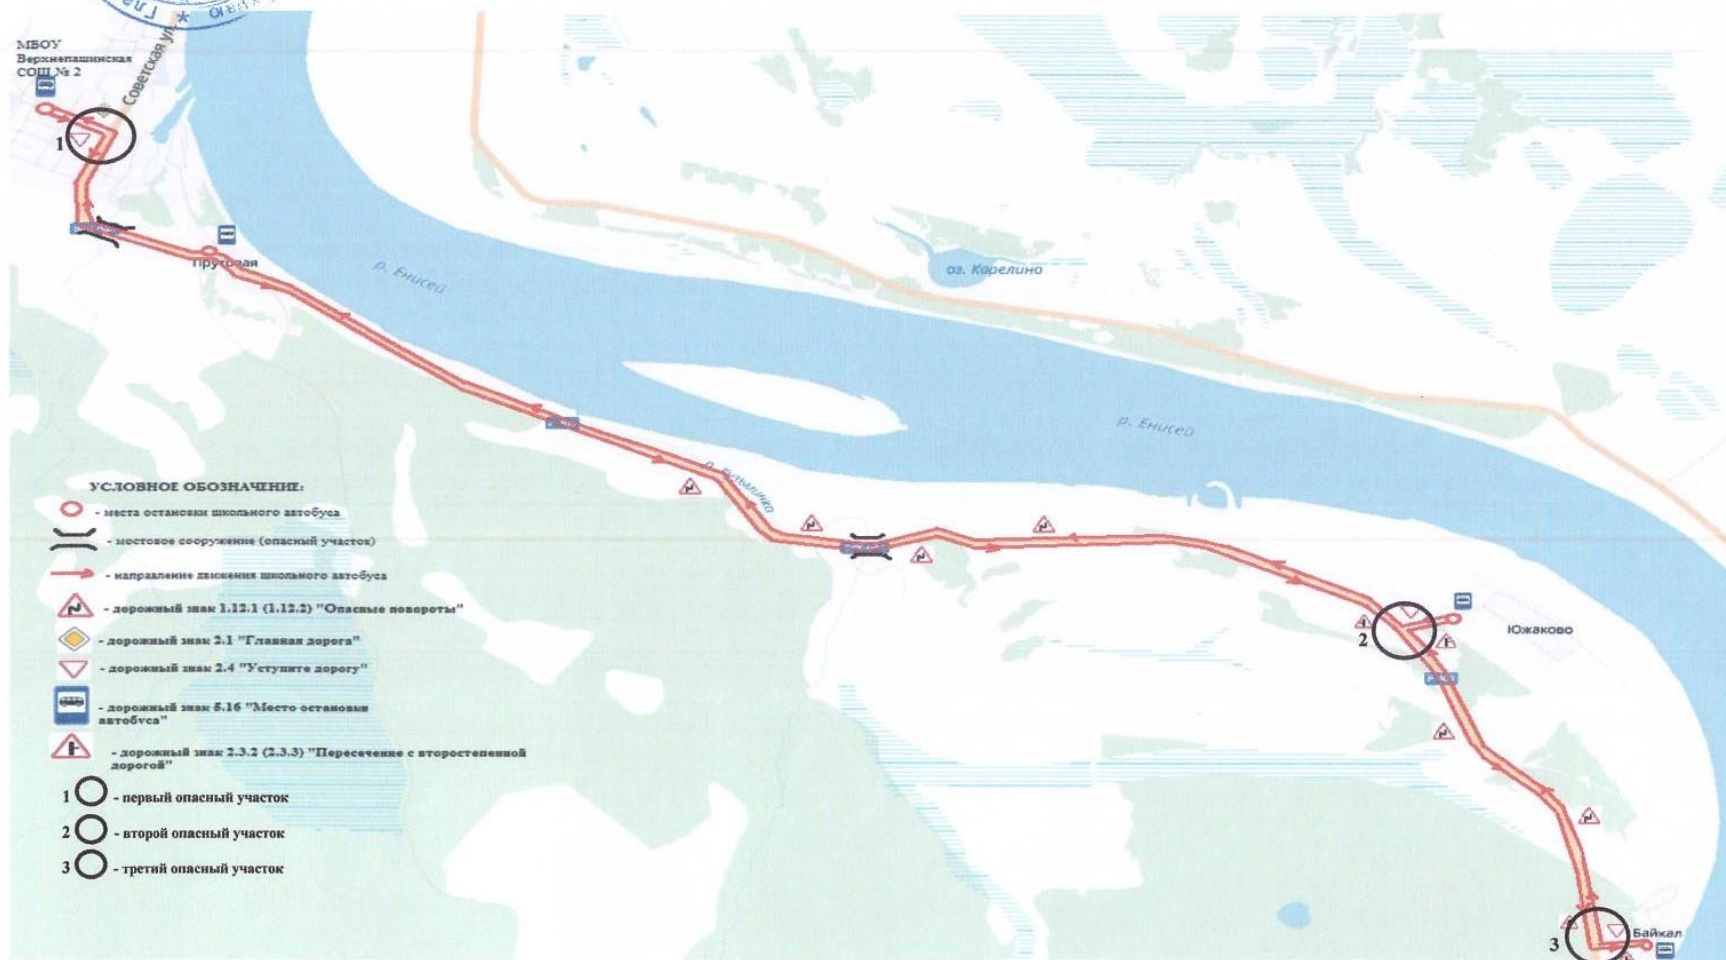 МБОУ
Верхнепашинская
СОШ № 2
Советская ул.
1
Прутовая
р. Енисей
оз. Карелино
р. Енисей
р. Кузьминка
2
Южаково
3
Байкал
УСЛОВНОЕ ОБОЗНАЧЕНИЕ:
- места остановки школьного автобуса
- мостовое сооружение (опасный участок)
- направление движения школьного автобуса
- дорожный знак 1.12.1 (1.12.2) "Опасные повороты"
- дорожный знак 2.1 "Главная дорога"
- дорожный знак 2.4 "Уступите дорогу"
- дорожный знак 5.16 "Место остановки
автобуса"
- дорожный знак 2.3.2 (2.3.3) "Пересечение с второстепенной
дорогой"
1 - первый опасный участок
2 - второй опасный участок
3 - третий опасный участок